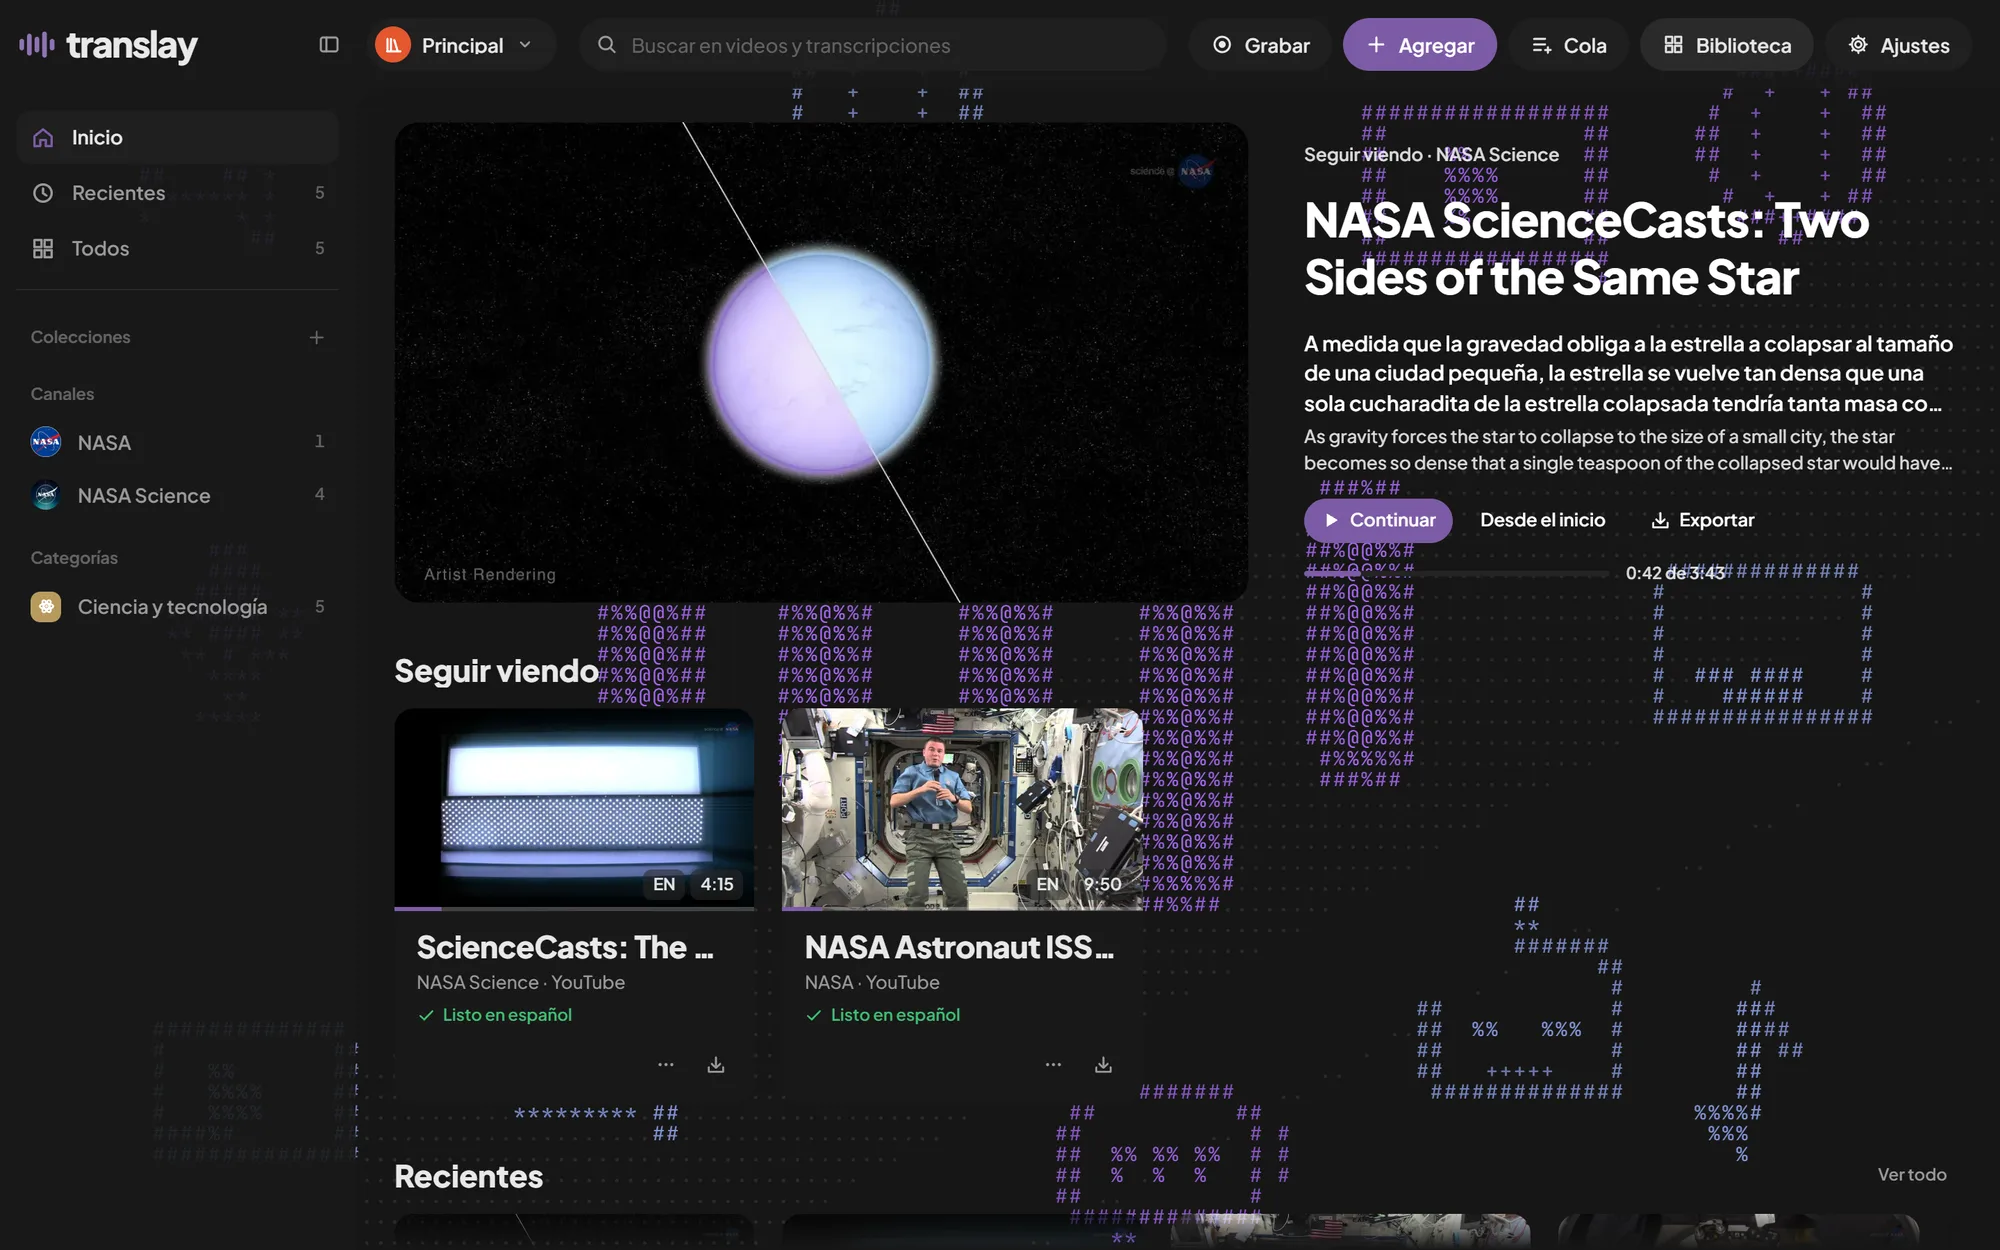 translay
Principal
Buscar en videos y transcripciones
Grabar
Agregar
Cola
Biblioteca
Ajustes
Inicio
Recientes 5
Todos 5
Colecciones
Canales
NASA 1
NASA Science 4
Categorías
Ciencia y tecnología 5
science @ NASA
Artist Rendering
Seguir viendo · NASA Science
NASA ScienceCasts: Two
Sides of the Same Star
A medida que la gravedad obliga a la estrella a colapsar al tamaño
de una ciudad pequeña, la estrella se vuelve tan densa que una
sola cucharadita de la estrella colapsada tendría tanta masa co...
As gravity forces the star to collapse to the size of a small city, the star
becomes so dense that a single teaspoon of the collapsed star would have...
Continuar
Desde el inicio
Exportar
0:42 de 3:43
Seguir viendo
EN 4:15
ScienceCasts: The ...
NASA Science · YouTube
Listo en español
EN 9:50
NASA Astronaut ISS...
NASA · YouTube
Listo en español
Recientes
Ver todo